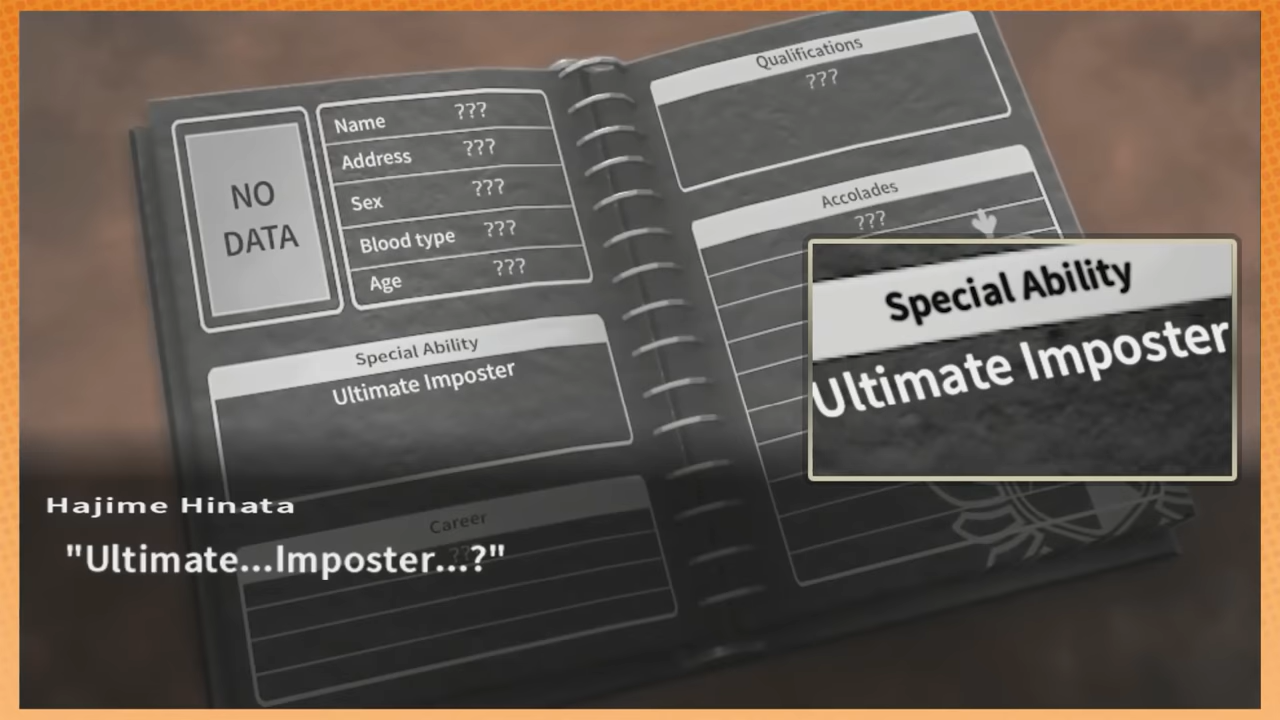 NO
DATA
Name ???
Address ???
Sex ???
Blood type ???
Age ???
Special Ability
Ultimate Imposter
Career
???
Qualifications
???
Accolades
???
Special Ability
Ultimate Imposter
Hajime Hinata
"Ultimate...Imposter...?"